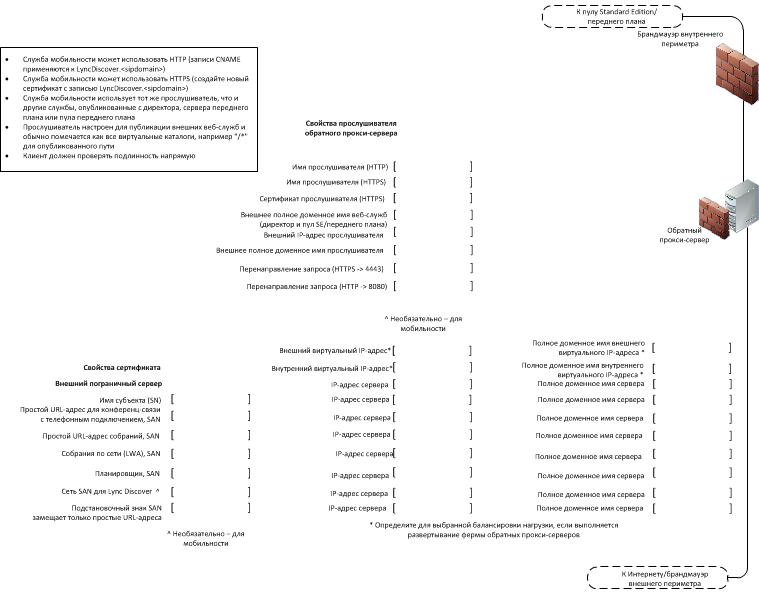 К пулу Standard Edition/
переднего плана
Брандмауэр внутреннего
периметра
• Служба мобильности может использовать HTTP (записи CNAME
применяются к LyncDiscover.<sipdomain>)
• Служба мобильности может использовать HTTPS (создайте новый
сертификат с записью LyncDiscover.<sipdomain>)
• Служба мобильности использует тот же прослушиватель, что и
другие службы, опубликованные с директора, сервера переднего
плана или пула переднего плана
• Прослушиватель настроен для публикации внешних веб-служб и
обычно помечается как все виртуальные каталоги, например "/*"
для опубликованного пути
• Клиент должен проверять подлинность напрямую
Свойства прослушивателя
обратного прокси-сервера
Имя прослушивателя (HTTP) [ ]
Имя прослушивателя (HTTPS) [ ]
Сертификат прослушивателя (HTTPS) [ ]
Внешнее полное доменное имя веб-служб [ ]
(директор и пул SE/переднего плана)
Внешний IP-адрес прослушивателя [ ]
Внешнее полное доменное имя прослушивателя [ ]
Перенаправление запроса (HTTPS -> 4443) [ ]
Перенаправление запроса (HTTP -> 8080) [ ]
^ Необязательно – для
мобильности
Обратный
прокси-сервер
Внешний виртуальный IP-адрес* [ ]
Внутренний виртуальный IP-адрес* [ ]
IP-адрес сервера [ ]
IP-адрес сервера [ ]
IP-адрес сервера [ ]
IP-адрес сервера [ ]
IP-адрес сервера [ ]
IP-адрес сервера [ ]
IP-адрес сервера [ ]
IP-адрес сервера [ ]
Полное доменное имя внешнего
виртуального IP-адреса * [ ]
Полное доменное имя внутреннего
виртуального IP-адреса * [ ]
Полное доменное имя сервера [ ]
Полное доменное имя сервера [ ]
Полное доменное имя сервера [ ]
Полное доменное имя сервера [ ]
Полное доменное имя сервера [ ]
Полное доменное имя сервера [ ]
Полное доменное имя сервера [ ]
Полное доменное имя сервера [ ]
* Определите для выбранной балансировки нагрузки, если выполняется
развертывание фермы обратных прокси-серверов
Свойства сертификата
Внешний пограничный сервер
Имя субъекта (SN) [ ]
Простой URL-адрес для конференц-связи
с телефонным подключением, SAN [ ]
Простой URL-адрес собраний, SAN [ ]
Собрания по сети (LWA), SAN [ ]
Планировщик, SAN [ ]
Сеть SAN для Lync Discover ^ [ ]
Подстановочный знак SAN [ ]
замещает только простые URL-адреса
^ Необязательно – для
мобильности
К Интернету/брандмауэр
внешнего периметра